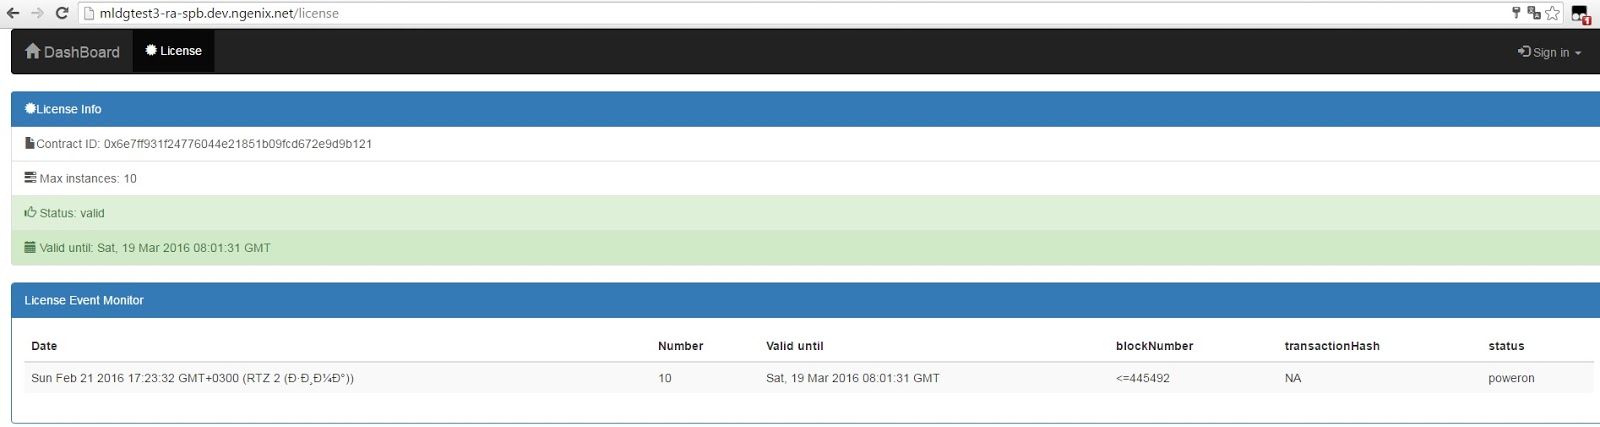 mldgtest3-ra-spb.dev.ngenix.net/license
DashBoard License Sign in
License Info
Contract ID: 0x6e7ff931f24776044e21851b09fcd672e9d9b121
Max instances: 10
Status: valid
Valid until: Sat, 19 Mar 2016 08:01:31 GMT
License Event Monitor
Date Number Valid until blockNumber transactionHash status
Sun Feb 21 2016 17:23:32 GMT+0300 (RTZ 2 (Ð·Ð¸Ð¼Ð°)) 10 Sat, 19 Mar 2016 08:01:31 GMT <=445492 NA poweron